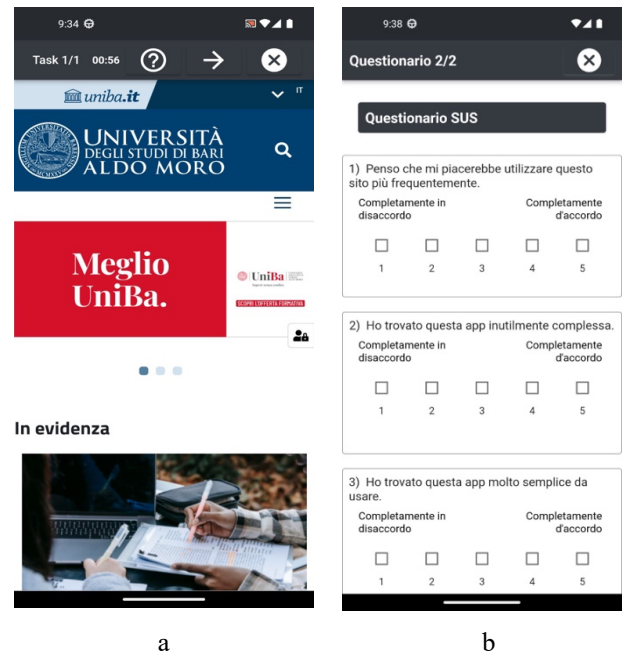 9:34
Task 1/1 00:56
uniba.it
IT
UNIVERSITÀ
DEGLI STUDI DI BARI
ALDO MORO
Meglio
UniBa.
UniBa
SCOPRI L'OFFERTA FORMATIVA
In evidenza
a
9:38
Questionario 2/2
Questionario SUS
1) Penso che mi piacerebbe utilizzare questo
sito più frequentemente.
Completamente in disaccordo
Completamente d'accordo
1 2 3 4 5
2) Ho trovato questa app inutilmente complessa.
Completamente in disaccordo
Completamente d'accordo
1 2 3 4 5
3) Ho trovato questa app molto semplice da
usare.
Completamente in disaccordo
Completamente d'accordo
1 2 3 4 5
b